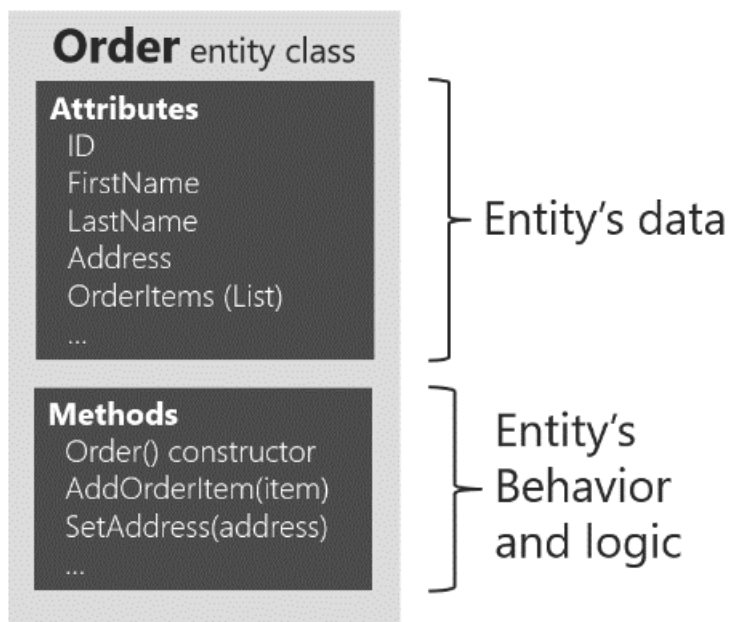 Order entity class
Attributes
ID
FirstName
LastName
Address
OrderItems (List)
...
Entity's data
Methods
Order() constructor
AddOrderItem(item)
SetAddress(address)
...
Entity's
Behavior
and logic